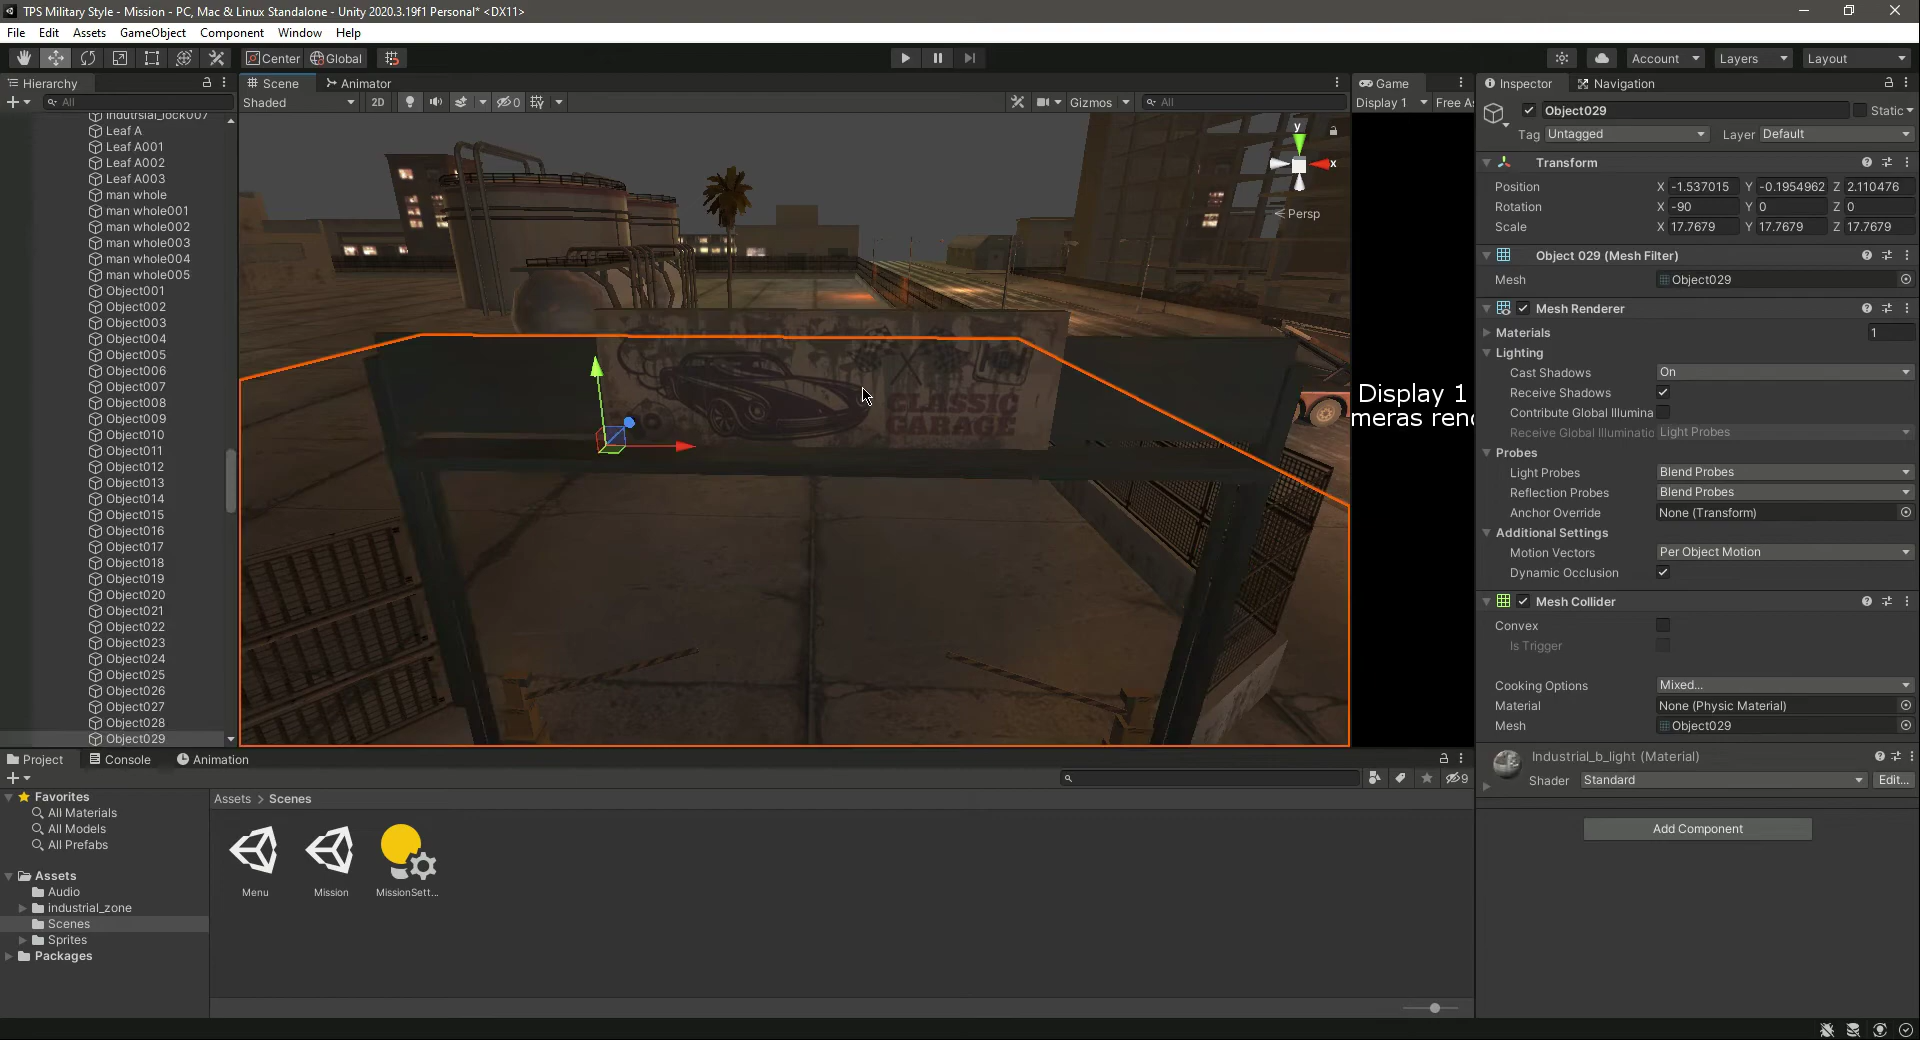 TPS Military Style - Mission - PC, Mac & Linux Standalone - Unity 2020.3.19f1 Personal* <DX11>
File Edit Assets GameObject Component Window Help
Center Global
Account Layers Layout
Hierarchy
All
Indutrsial_lock007
Leaf A
Leaf A001
Leaf A002
Leaf A003
man whole
man whole001
man whole002
man whole003
man whole004
man whole005
Object001
Object002
Object003
Object004
Object005
Object006
Object007
Object008
Object009
Object010
Object011
Object012
Object013
Object014
Object015
Object016
Object017
Object018
Object019
Object020
Object021
Object022
Object023
Object024
Object025
Object026
Object027
Object028
Object029
Scene Animator
Shaded 2D 0 Gizmos All
y
x
Persp
CLASSIC
GARAGE
Game
Display 1 Free As
Display 1
meras rend
Inspector Navigation
Object029 Static
Tag Untagged Layer Default
Transform
Position X -1.537015 Y -0.1954962 Z 2.110476
Rotation X -90 Y 0 Z 0
Scale X 17.7679 Y 17.7679 Z 17.7679
Object 029 (Mesh Filter)
Mesh Object029
Mesh Renderer
Materials 1
Lighting
Cast Shadows On
Receive Shadows
Contribute Global Illumina
Receive Global Illuminatio Light Probes
Probes
Light Probes Blend Probes
Reflection Probes Blend Probes
Anchor Override None (Transform)
Additional Settings
Motion Vectors Per Object Motion
Dynamic Occlusion
Mesh Collider
Convex
Is Trigger
Cooking Options Mixed...
Material None (Physic Material)
Mesh Object029
Industrial_b_light (Material)
Shader Standard Edit...
Add Component
Project Console Animation
9
Favorites
All Materials
All Models
All Prefabs
Assets
Audio
industrial_zone
Scenes
Sprites
Packages
Assets > Scenes
Menu
Mission
MissionSett...